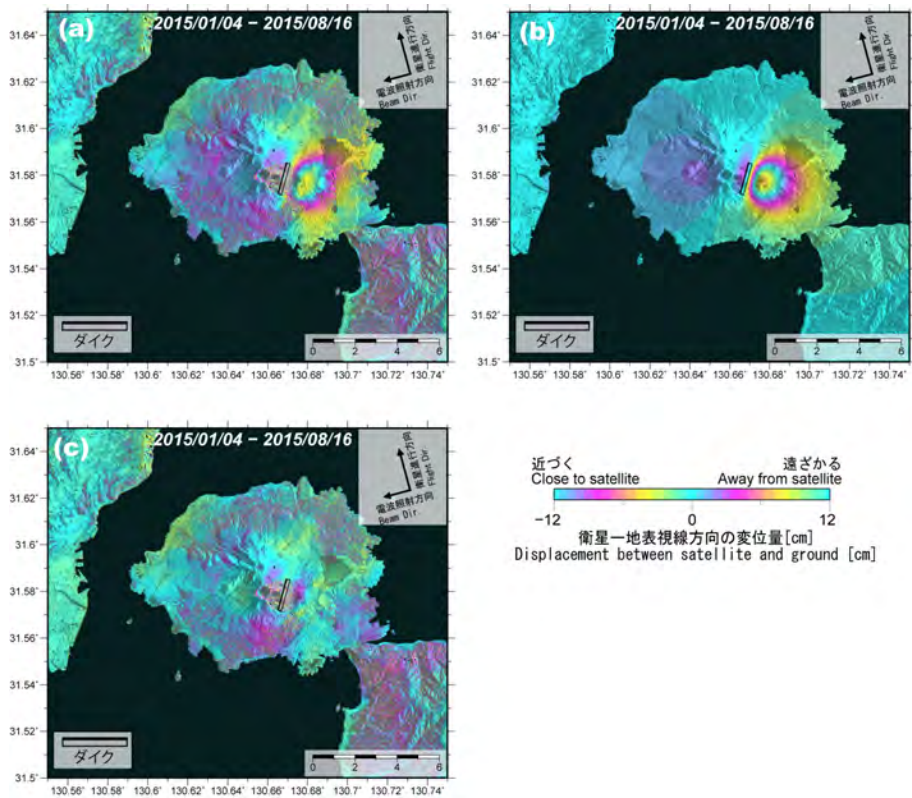 (a) 2015/01/04 – 2015/08/16
衛星進行方向
Flight Dir.
電波照射方向
Beam Dir.
31.64°
31.62°
31.6°
31.58°
31.56°
31.54°
31.52°
31.5°
ダイク
0 2 4 6
130.56° 130.58° 130.6° 130.62° 130.64° 130.66° 130.68° 130.7° 130.72° 130.74°
(b) 2015/01/04 – 2015/08/16
衛星進行方向
Flight Dir.
電波照射方向
Beam Dir.
31.64°
31.62°
31.6°
31.58°
31.56°
31.54°
31.52°
31.5°
ダイク
0 2 4 6
130.56° 130.58° 130.6° 130.62° 130.64° 130.66° 130.68° 130.7° 130.72° 130.74°
(c) 2015/01/04 – 2015/08/16
衛星進行方向
Flight Dir.
電波照射方向
Beam Dir.
31.64°
31.62°
31.6°
31.58°
31.56°
31.54°
31.52°
31.5°
ダイク
0 2 4 6
130.56° 130.58° 130.6° 130.62° 130.64° 130.66° 130.68° 130.7° 130.72° 130.74°
近づく 遠ざかる
Close to satellite Away from satellite
−12 0 12
衛星―地表視線方向の変位量[cm]
Displacement between satellite and ground [cm]